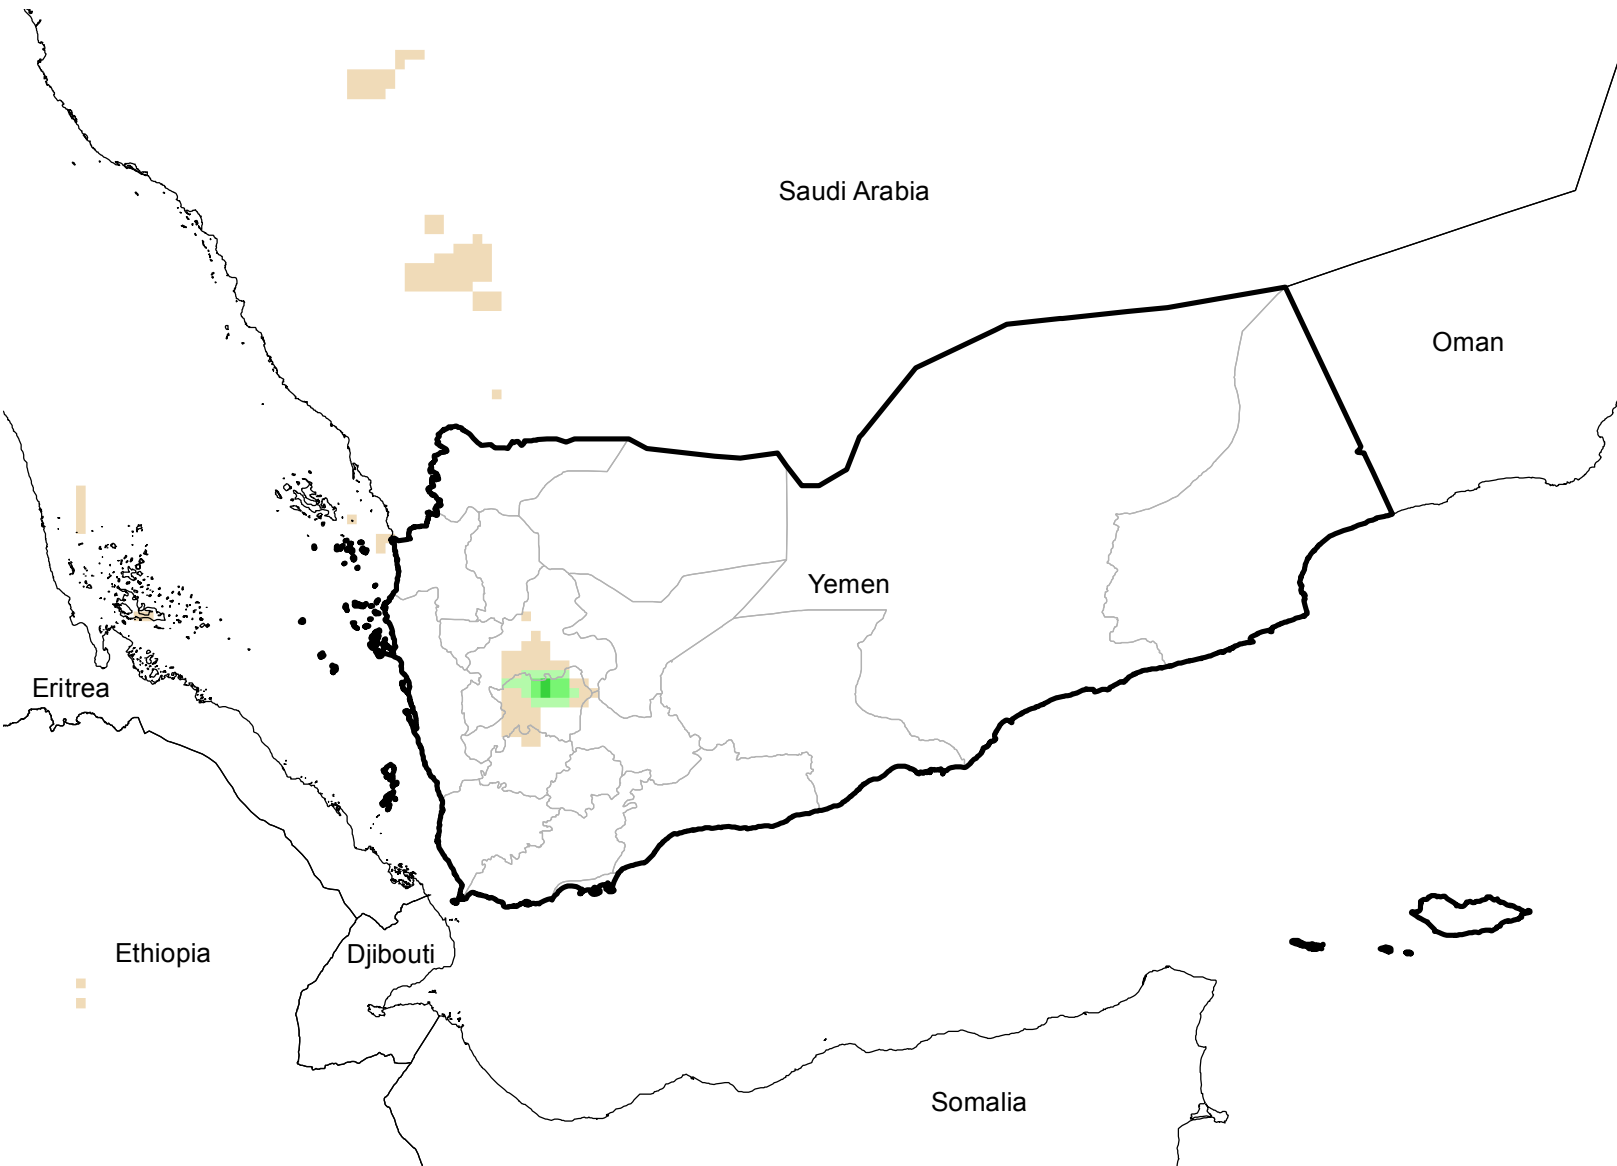 Saudi Arabia
Oman
Yemen
Eritrea
Ethiopia
Djibouti
Somalia